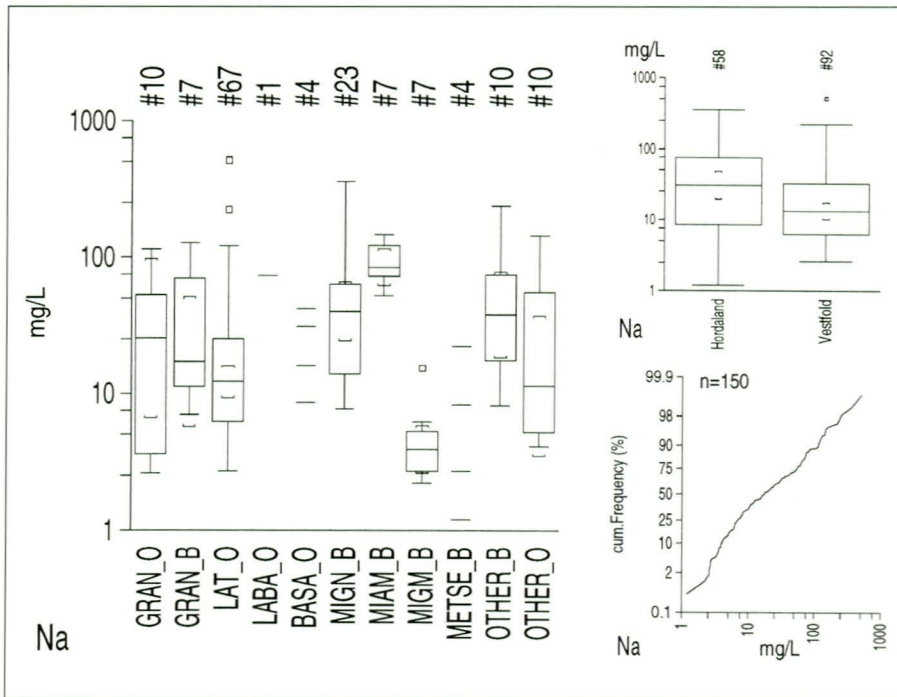 #10 #7 #67 #1 #4 #23 #7 #7 #4 #10 #10
mg/L
1000
100
10
1
GRAN_O GRAN_B LAT_O LABA_O BASA_O MIGN_B MIAM_B MIGM_B METSE_B OTHER_B OTHER_O
Na
mg/L
#58 #92
1000
100
10
1
Hordaland Vestfold
Na
n=150
cum.Frequency (%)
99.9
98
90
75
50
25
10
2
0.1
1 10 100 1000
mg/L
Na